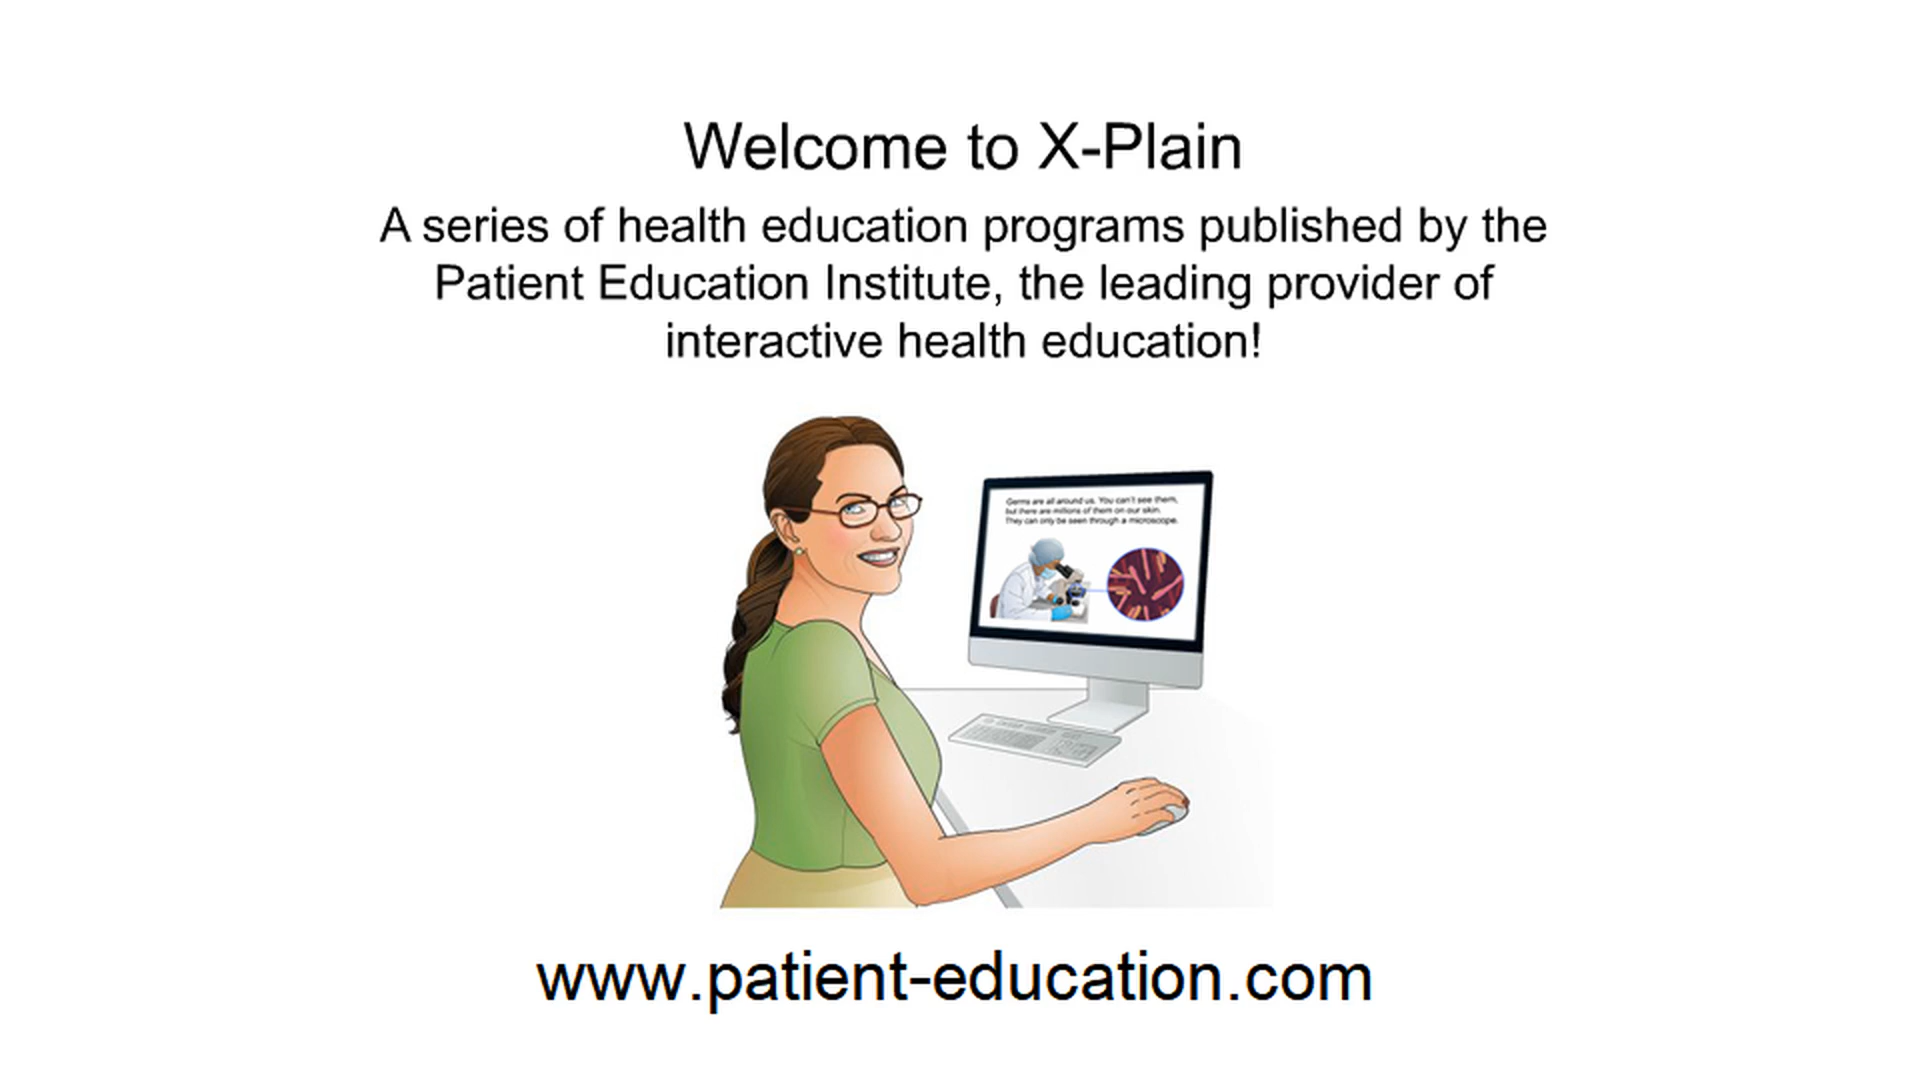 Welcome to X-Plain
A series of health education programs published by the
Patient Education Institute, the leading provider of
interactive health education!
Germs are all around us. You can't see them,
but there are millions of them on our skin.
They can only be seen through a microscope.
www.patient-education.com